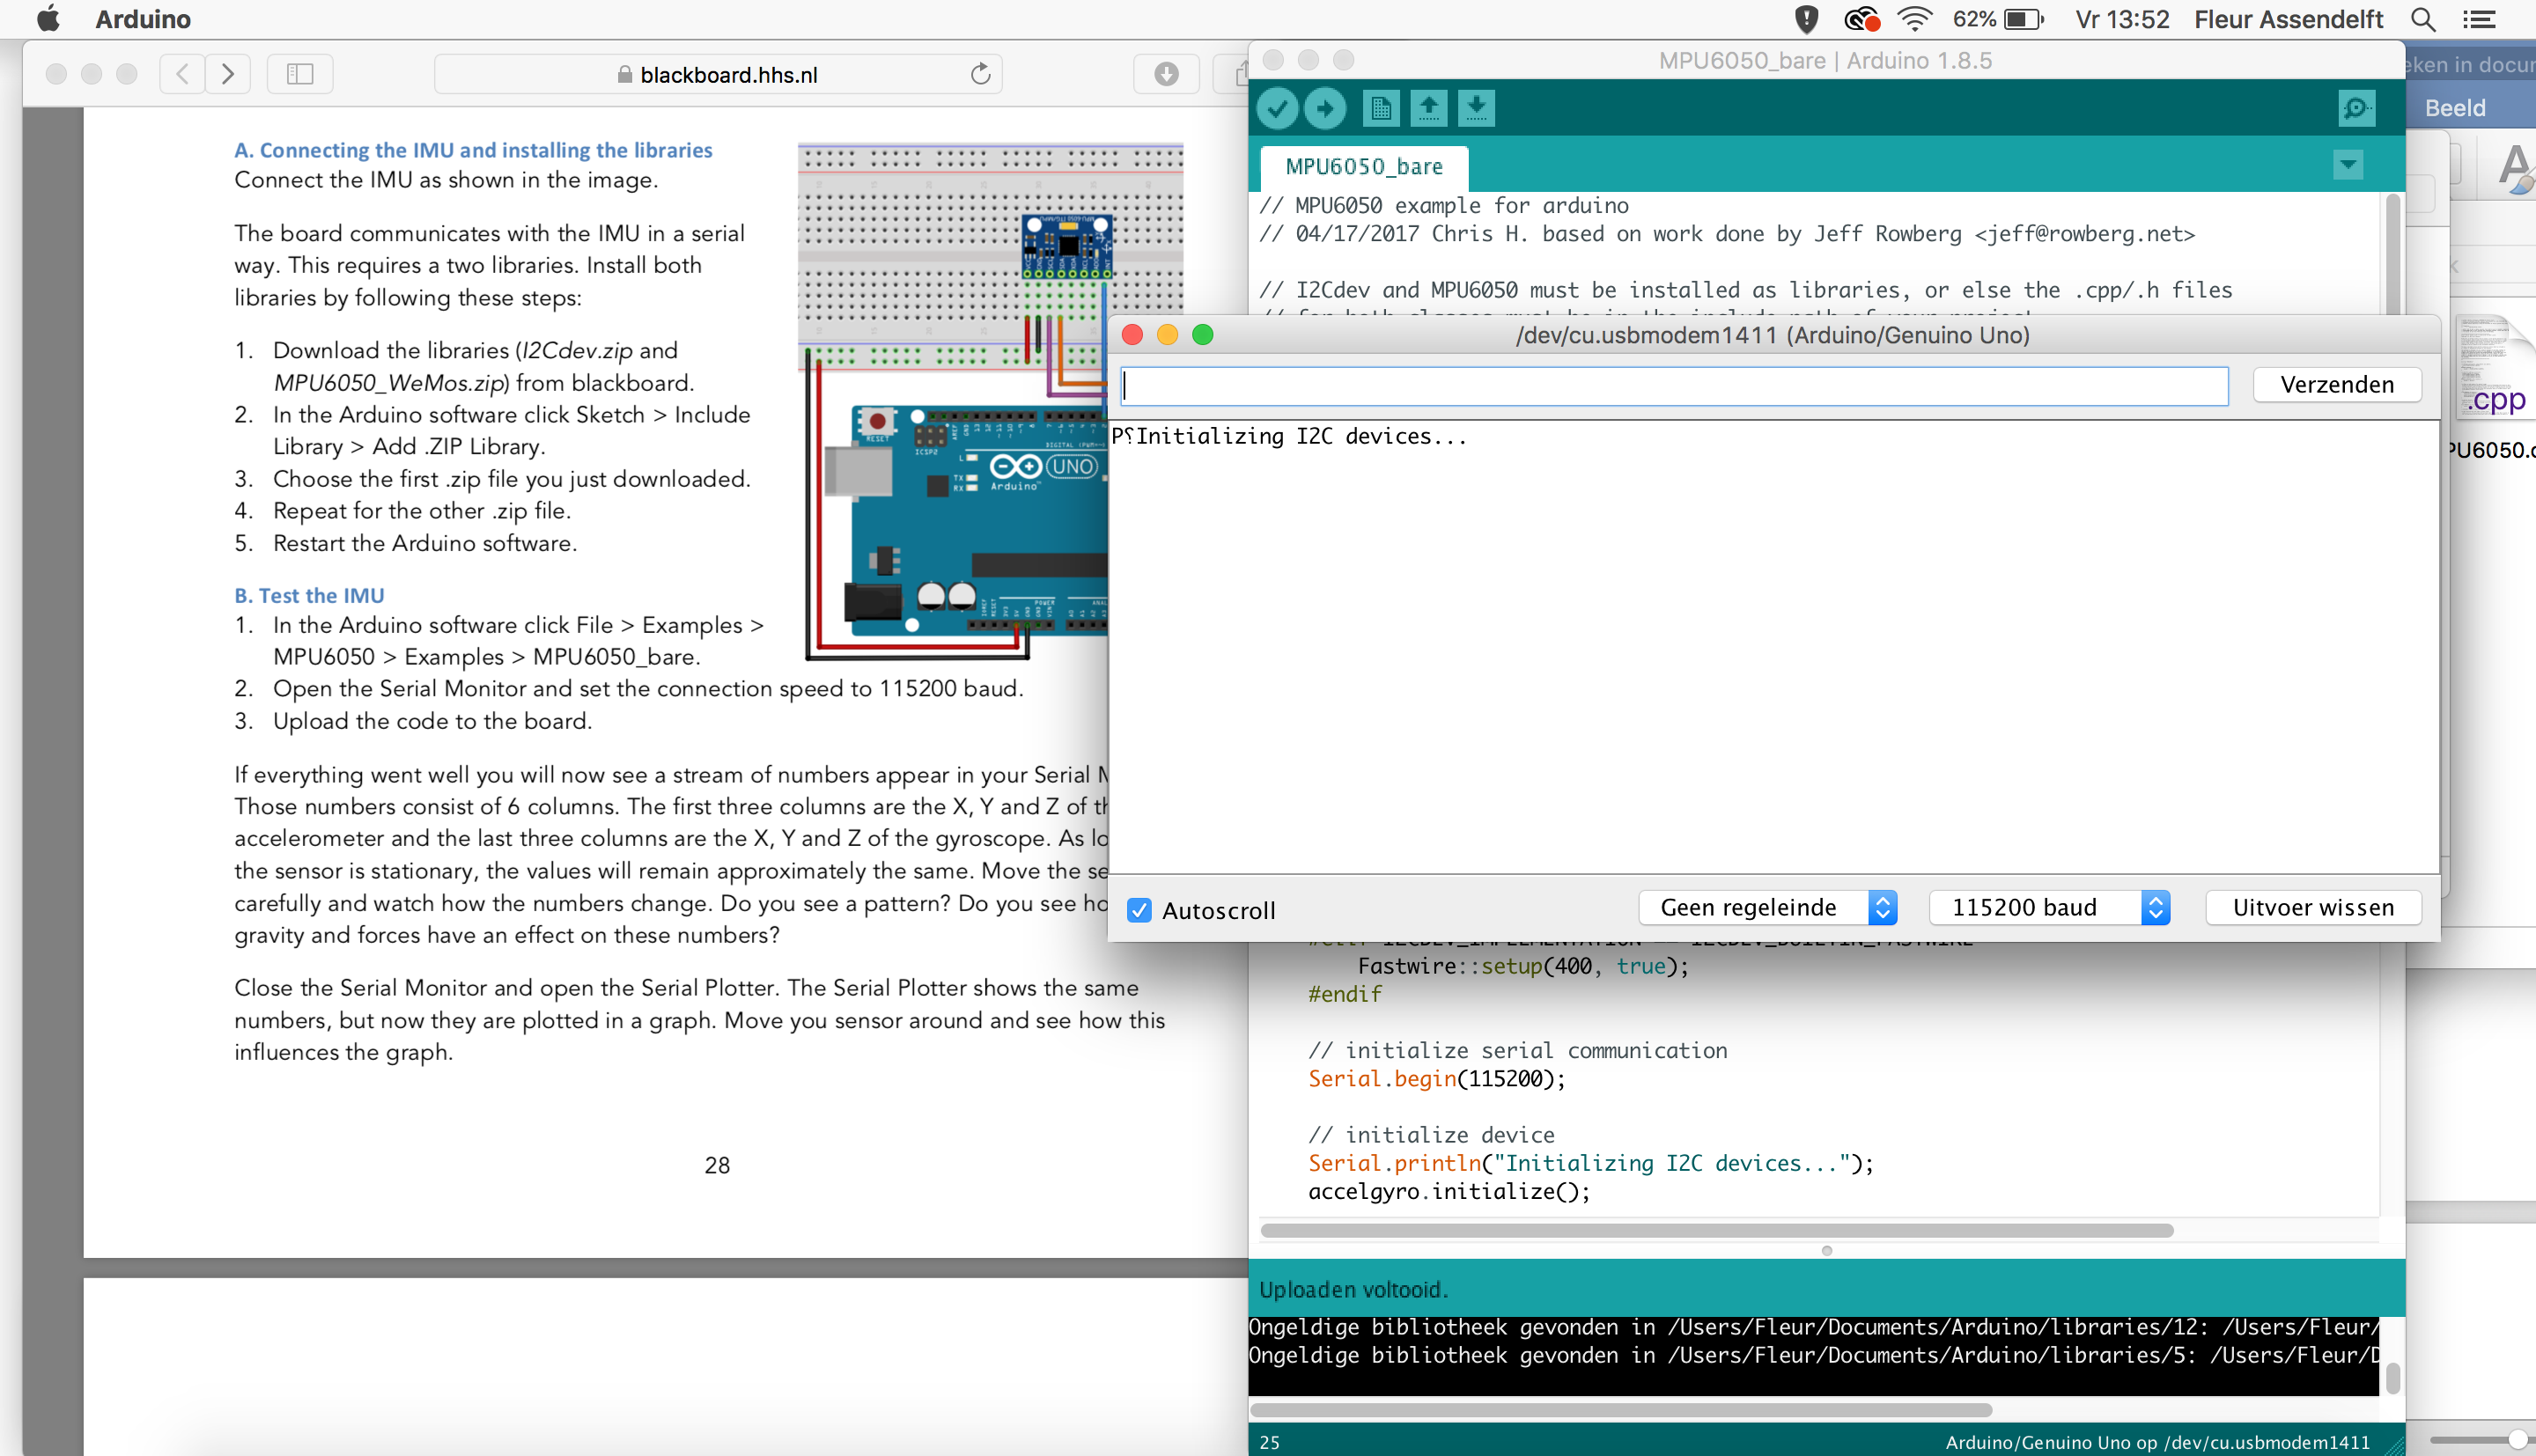 Arduino
62%
Vr 13:52
Fleur Assendelft
blackboard.hhs.nl
A. Connecting the IMU and installing the libraries
Connect the IMU as shown in the image.
The board communicates with the IMU in a serial
way. This requires a two libraries. Install both
libraries by following these steps:
1. Download the libraries (I2Cdev.zip and
MPU6050_WeMos.zip) from blackboard.
2. In the Arduino software click Sketch > Include
Library > Add .ZIP Library.
3. Choose the first .zip file you just downloaded.
4. Repeat for the other .zip file.
5. Restart the Arduino software.
B. Test the IMU
1. In the Arduino software click File > Examples >
MPU6050 > Examples > MPU6050_bare.
2. Open the Serial Monitor and set the connection speed to 115200 baud.
3. Upload the code to the board.
If everything went well you will now see a stream of numbers appear in your Serial M
Those numbers consist of 6 columns. The first three columns are the X, Y and Z of th
accelerometer and the last three columns are the X, Y and Z of the gyroscope. As lo
the sensor is stationary, the values will remain approximately the same. Move the se
carefully and watch how the numbers change. Do you see a pattern? Do you see ho
gravity and forces have an effect on these numbers?
Close the Serial Monitor and open the Serial Plotter. The Serial Plotter shows the same
numbers, but now they are plotted in a graph. Move you sensor around and see how this
influences the graph.
28
RESET
ICSP2
L
TX
RX
UNO
Arduino
DIGITAL
POWER
MPU6050_bare | Arduino 1.8.5
MPU6050_bare
// MPU6050 example for arduino
// 04/17/2017 Chris H. based on work done by Jeff Rowberg <jeff@rowberg.net>
// I2Cdev and MPU6050 must be installed as libraries, or else the .cpp/.h files
/dev/cu.usbmodem1411 (Arduino/Genuino Uno)
Verzenden
P⸮Initializing I2C devices...
Autoscroll
Geen regeleinde
115200 baud
Uitvoer wissen
Fastwire::setup(400, true);
#endif
// initialize serial communication
Serial.begin(115200);
// initialize device
Serial.println("Initializing I2C devices...");
accelgyro.initialize();
Uploaden voltooid.
Ongeldige bibliotheek gevonden in /Users/Fleur/Documents/Arduino/libraries/12: /Users/Fleur/
Ongeldige bibliotheek gevonden in /Users/Fleur/Documents/Arduino/libraries/5: /Users/Fleur/D
25
Arduino/Genuino Uno op /dev/cu.usbmodem1411
eken in docur
Beeld
.cpp
PU6050.c